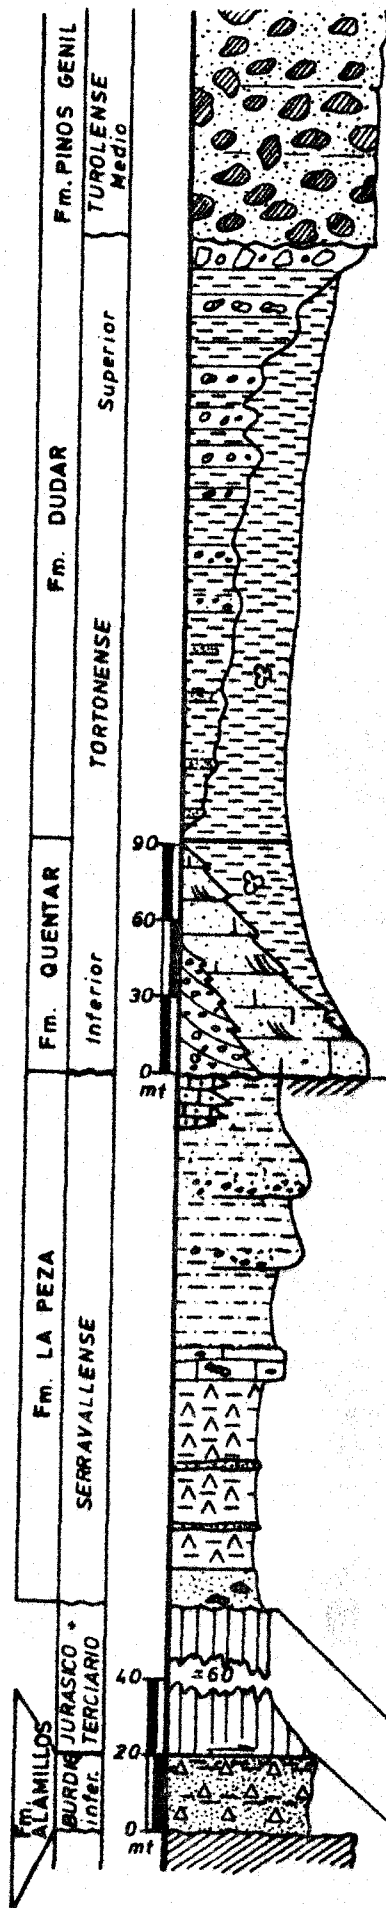 Fm. PINOS GENIL
TUROLENSE
Medio
Superior
Fm. DUDAR
TORTONENSE
90
60
30
0
mt
Fm. QUENTAR
Inferior
Fm. LA PEZA
SERRAVALLENSE
JURASICO +
TERCIARIO
±60
40
20
0
mt
Fm.
ALAMILLOS
BURDIG
Inter.